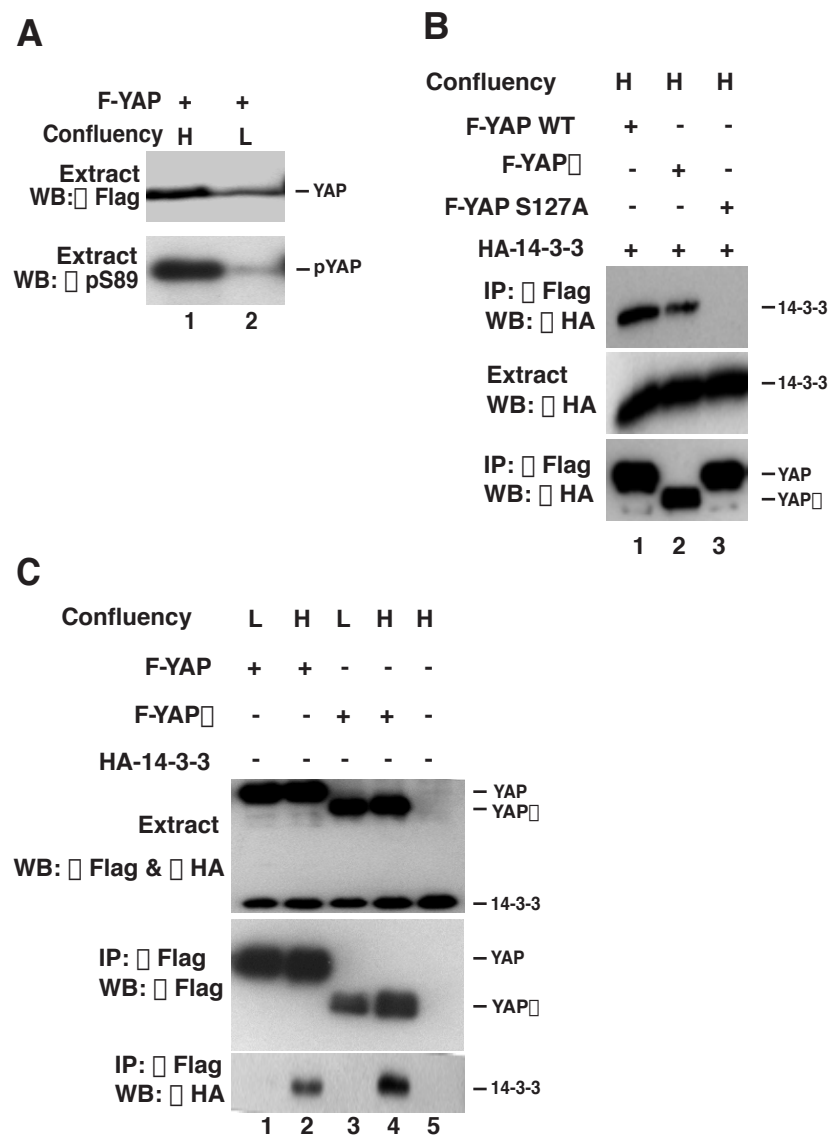 A
F-YAP + +
Confluency H L
Extract
WB:▯ Flag
– YAP
Extract
WB: ▯ pS89
– pYAP
1 2
B
Confluency H H H
F-YAP WT + - -
F-YAP▯ - + -
F-YAP S127A - - +
HA-14-3-3 + + +
IP: ▯ Flag
WB: ▯ HA
– 14-3-3
Extract
WB: ▯ HA
– 14-3-3
IP: ▯ Flag
WB: ▯ HA
– YAP
– YAP▯
1 2 3
C
Confluency L H L H H
F-YAP + + - - -
F-YAP▯ - - + + -
HA-14-3-3 - - - - -
Extract
WB: ▯ Flag & ▯ HA
– YAP
– YAP▯
– 14-3-3
IP: ▯ Flag
WB: ▯ Flag
– YAP
– YAP▯
IP: ▯ Flag
WB: ▯ HA
– 14-3-3
1 2 3 4 5